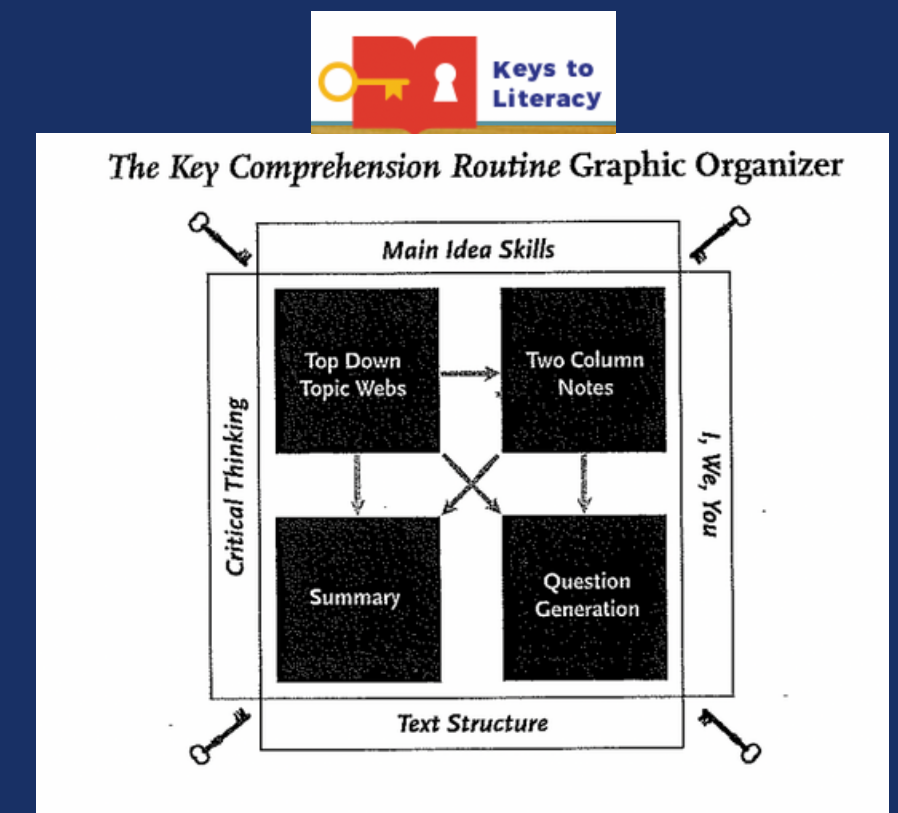 Keys to
Literacy
The Key Comprehension Routine Graphic Organizer
Main Idea Skills
Top Down
Topic Webs
Two Column
Notes
Critical Thinking
I, We, You
Summary
Question
Generation
Text Structure